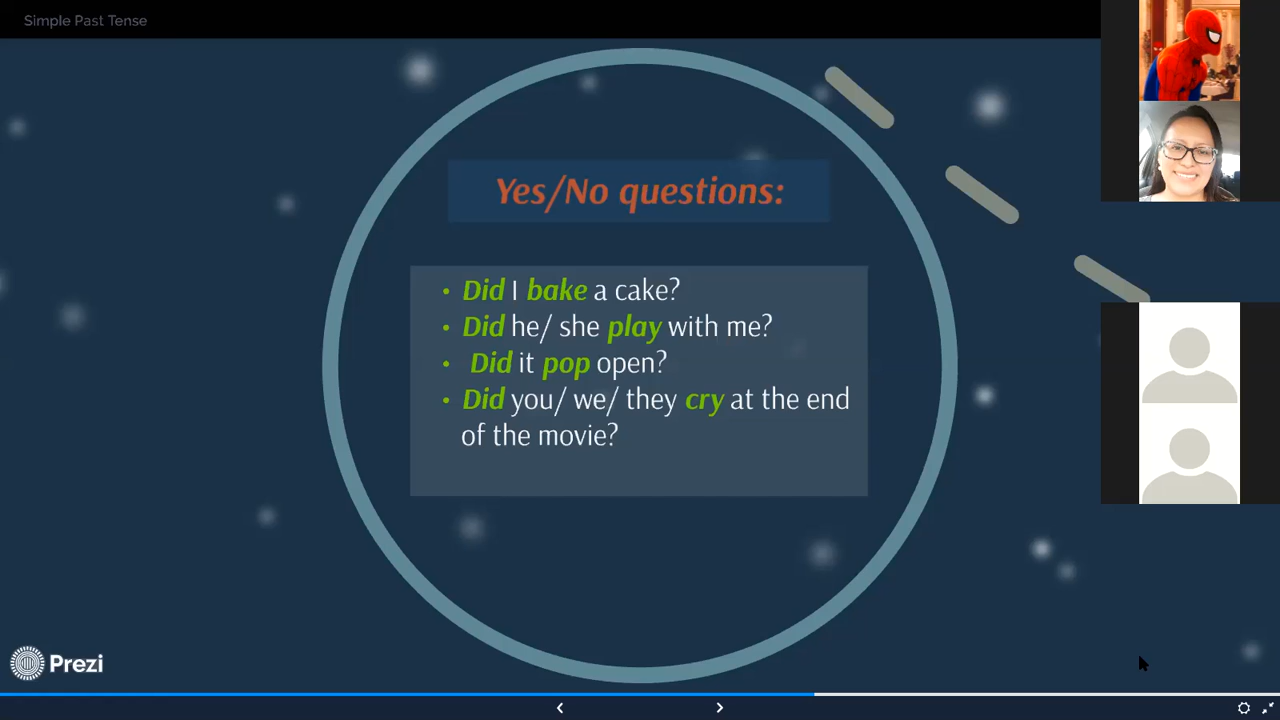 Simple Past Tense
Yes/No questions:
• Did I bake a cake?
• Did he/ she play with me?
• Did it pop open?
• Did you/ we/ they cry at the end
of the movie?
Prezi